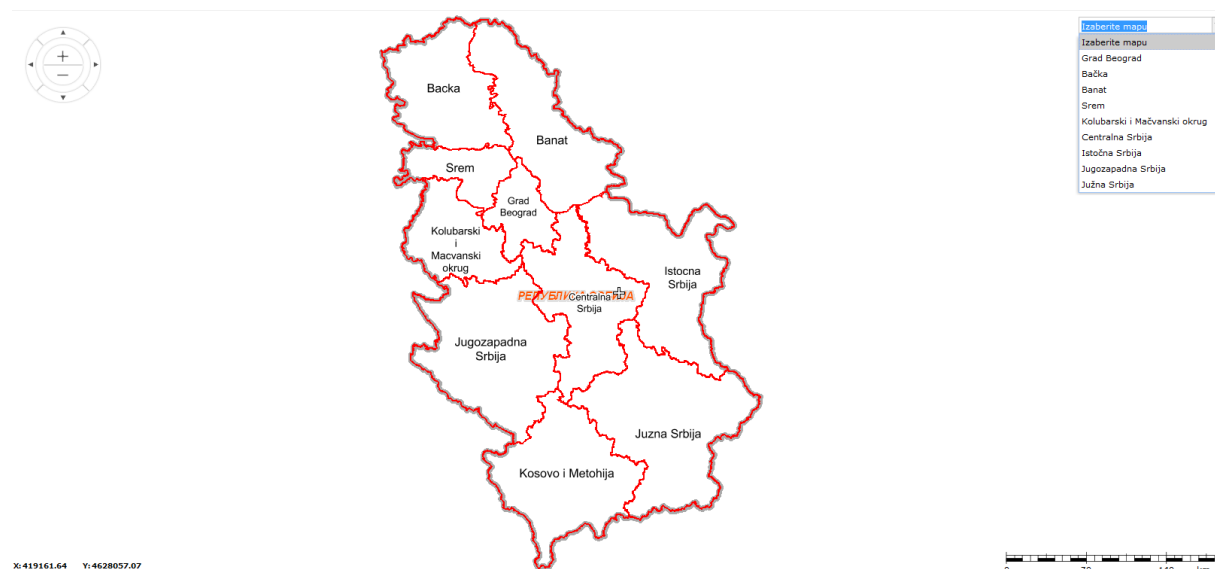 Izaberite mapu
Izaberite mapu
Grad Beograd
Bačka
Banat
Srem
Kolubarski i Mačvanski okrug
Centralna Srbija
Istočna Srbija
Jugozapadna Srbija
Južna Srbija
Backa
Banat
Srem
Grad
Beograd
Kolubarski
i
Macvanski
okrug
Istocna
Srbija
Centralna
Srbija
Jugozapadna
Srbija
Juzna Srbija
Kosovo i Metohija
X: 419161.64 Y: 4628057.07